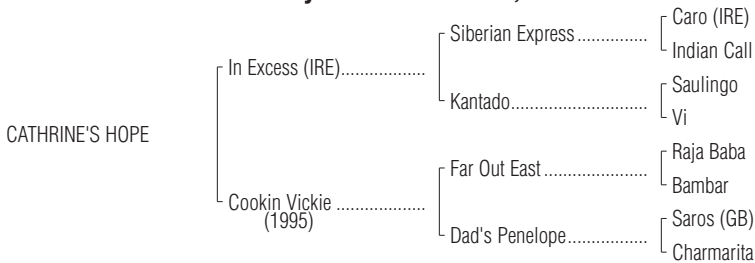 Caro (IRE)
Siberian Express ...............
Indian Call
In Excess (IRE)..................
Saulingo
Kantado.............................
Vi
CATHRINE'S HOPE
Raja Baba
Far Out East ......................
Bambar
Cookin Vickie ...................
(1995)
Saros (GB)
Dad's Penelope.................
Charmarita